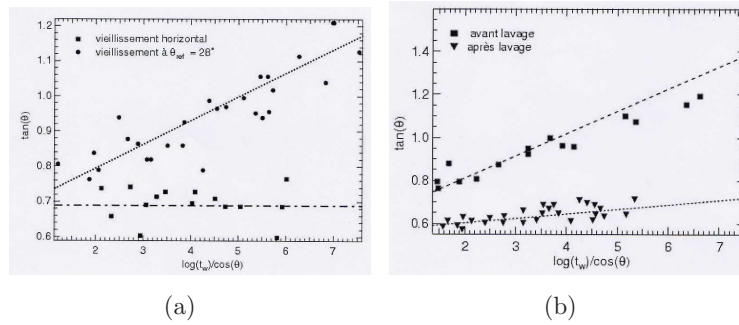 1.2
1.1
1.0
0.9
0.8
0.7
0.6
tan(θ)
vieillissement horizontal
vieillissement à θref = 28°
2 3 4 5 6 7
log(tw)/cos(θ)
(a)
1.6
1.4
1.2
1.0
0.8
0.6
tan(θ)
avant lavage
après lavage
2 3 4 5 6 7
log(tw)/cos(θ)
(b)